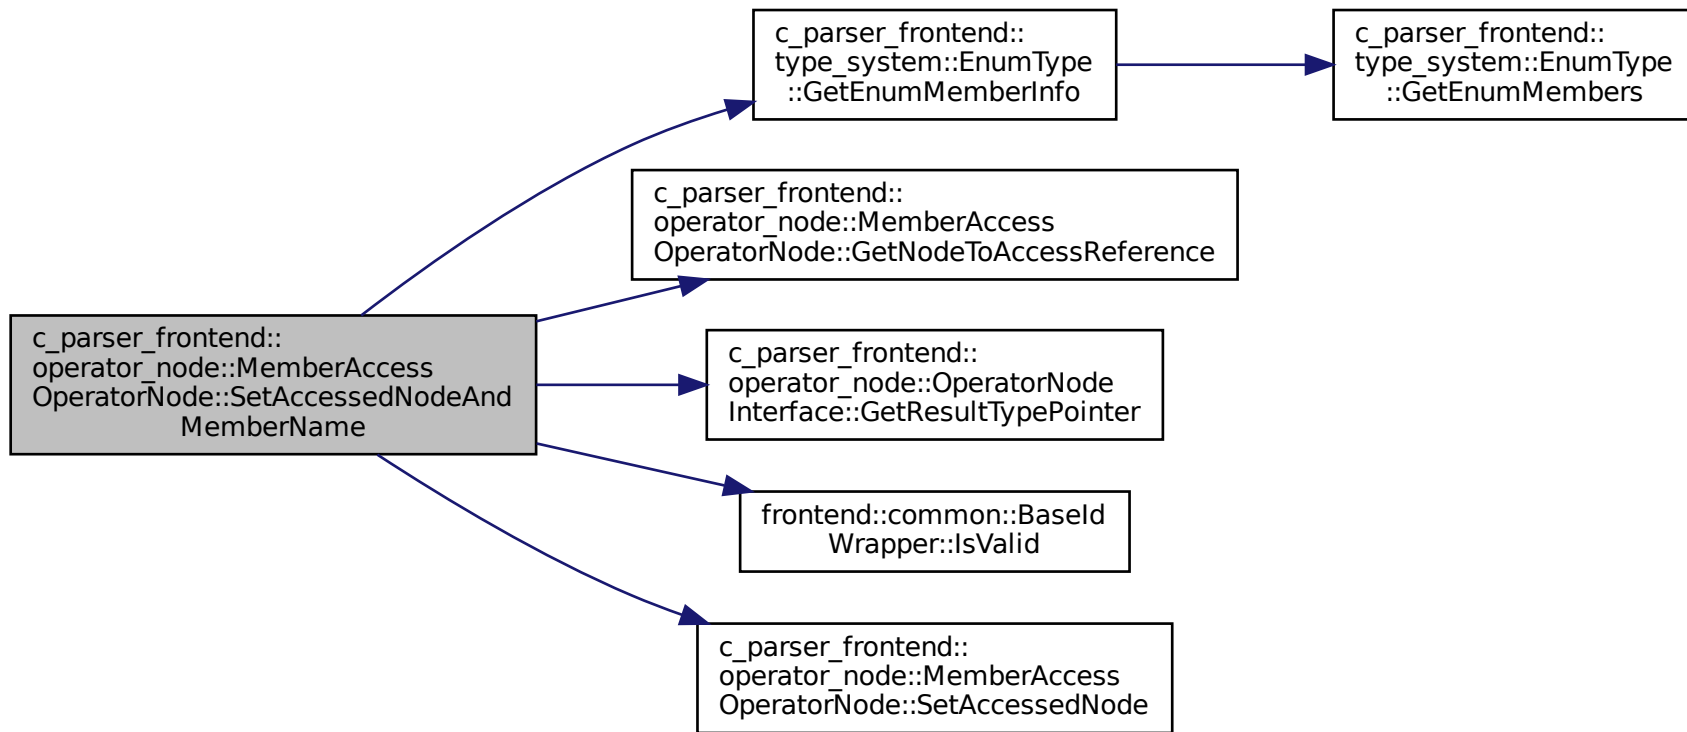 c_parser_frontend::
operator_node::MemberAccess
OperatorNode::SetAccessedNodeAnd
MemberName
c_parser_frontend::
type_system::EnumType
::GetEnumMemberInfo
c_parser_frontend::
type_system::EnumType
::GetEnumMembers
c_parser_frontend::
operator_node::MemberAccess
OperatorNode::GetNodeToAccessReference
c_parser_frontend::
operator_node::OperatorNode
Interface::GetResultTypePointer
frontend::common::BaseId
Wrapper::IsValid
c_parser_frontend::
operator_node::MemberAccess
OperatorNode::SetAccessedNode